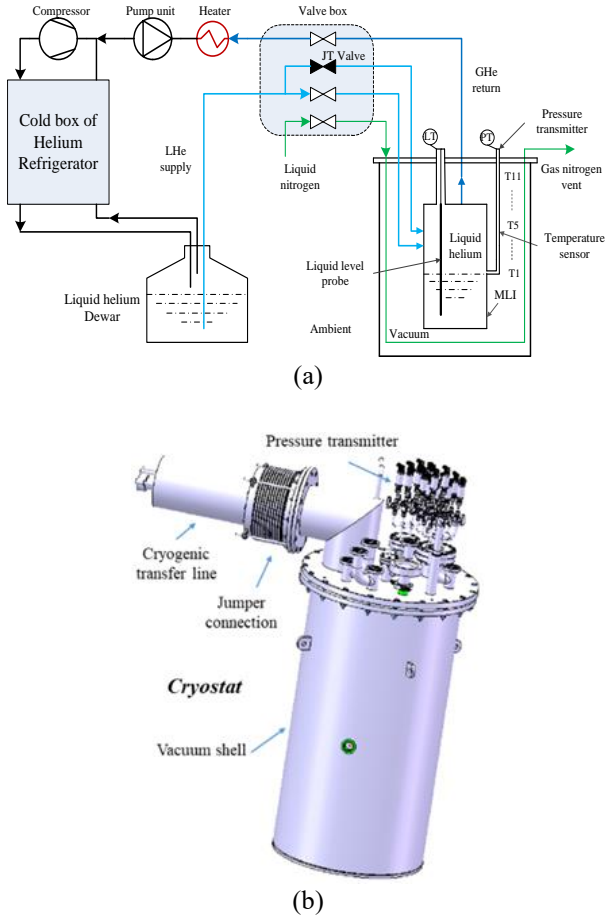 Compressor
Pump unit
Heater
Valve box
JT Valve
GHe
return
Pressure
transmitter
Cold box of
Helium
Refrigerator
LHe
supply
LT
PT
Liquid
nitrogen
Gas nitrogen
vent
T11
Liquid
helium
T5
Temperature
sensor
Liquid level
probe
T1
Liquid helium
Dewar
MLI
Ambient
Vacuum
(a)
Pressure transmitter
Cryogenic
transfer line
Jumper
connection
Cryostat
Vacuum shell
(b)